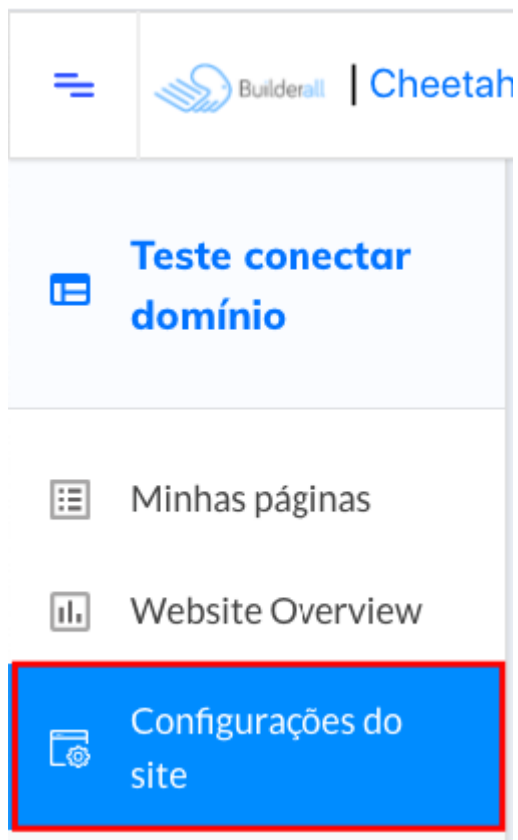 Builderall | Cheetah
Teste conectar
domínio
Minhas páginas
Website Overview
Configurações do
site